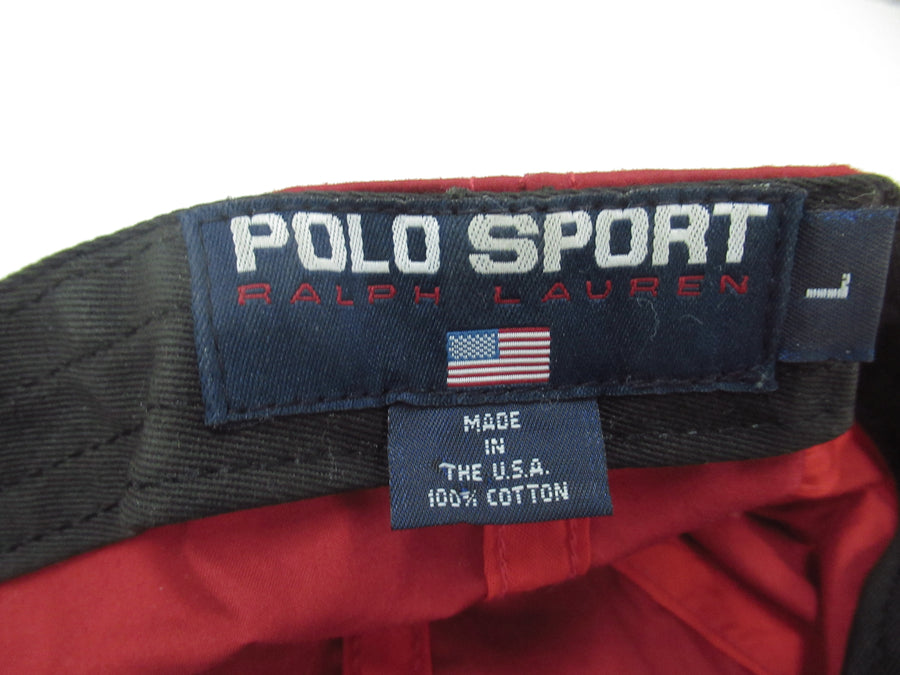 POLO SPORT
RALPH LAUREN
L
MADE
IN
THE U.S.A.
100% COTTON